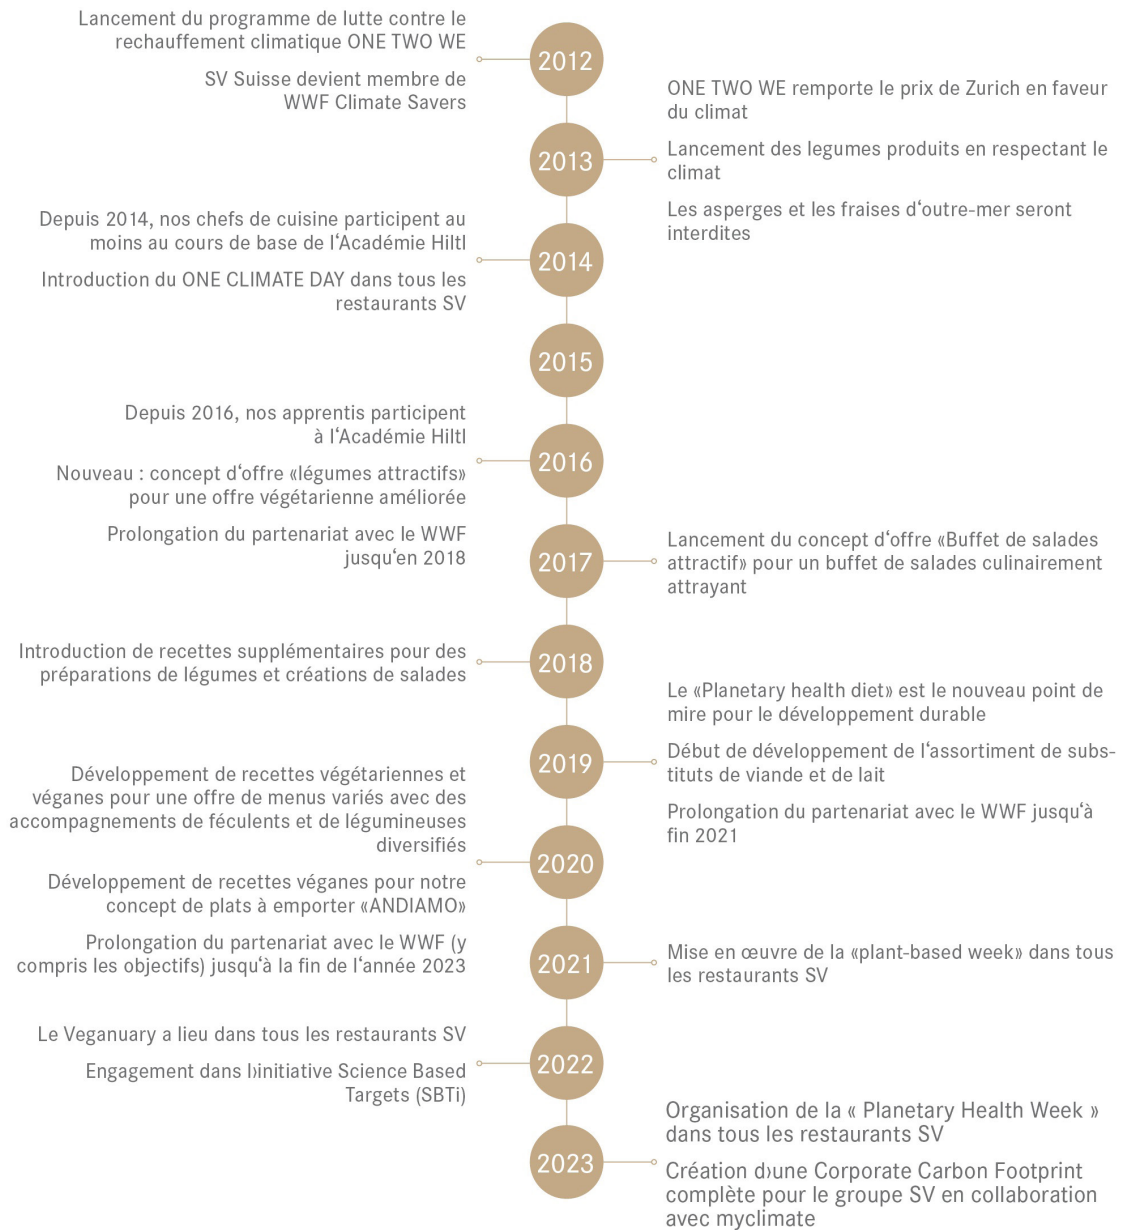 Lancement du programme de lutte contre le
rechauffement climatique ONE TWO WE
SV Suisse devient membre de
WWF Climate Savers
2012
ONE TWO WE remporte le prix de Zurich en faveur
du climat
Lancement des legumes produits en respectant le
climat
Les asperges et les fraises d‘outre-mer seront
interdites
2013
Depuis 2014, nos chefs de cuisine participent au
moins au cours de base de l‘Académie Hiltl
Introduction du ONE CLIMATE DAY dans tous les
restaurants SV
2014
2015
Depuis 2016, nos apprentis participent
à l‘Académie Hiltl
Nouveau : concept d‘offre «légumes attractifs»
pour une offre végétarienne améliorée
Prolongation du partenariat avec le WWF
jusqu‘en 2018
2016
2017
Lancement du concept d‘offre «Buffet de salades
attractif» pour un buffet de salades culinairement
attrayant
Introduction de recettes supplémentaires pour des
préparations de légumes et créations de salades
2018
Le «Planetary health diet» est le nouveau point de
mire pour le développement durable
Début de développement de l‘assortiment de subs-
tituts de viande et de lait
Prolongation du partenariat avec le WWF jusqu‘à
fin 2021
2019
Développement de recettes végétariennes et
véganes pour une offre de menus variés avec des
accompagnements de féculents et de légumineuses
diversifiés
Développement de recettes véganes pour notre
concept de plats à emporter «ANDIAMO»
Prolongation du partenariat avec le WWF (y
compris les objectifs) jusqu‘à la fin de l‘année 2023
2020
2021
Mise en œuvre de la «plant-based week» dans tous
les restaurants SV
Le Veganuary a lieu dans tous les restaurants SV
Engagement dans l›initiative Science Based
Targets (SBTi)
2022
2023
Organisation de la « Planetary Health Week »
dans tous les restaurants SV
Création d›une Corporate Carbon Footprint
complète pour le groupe SV en collaboration
avec myclimate